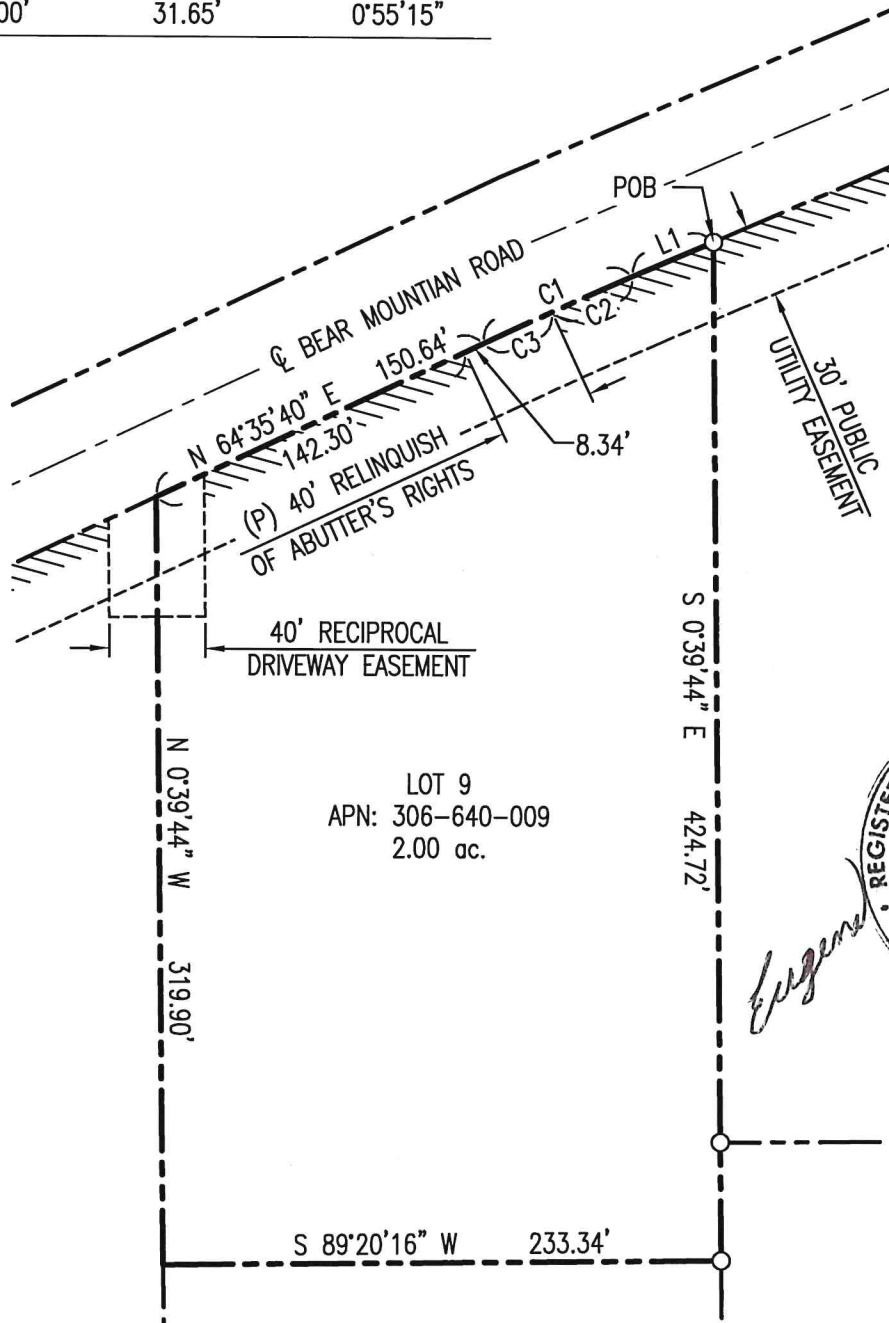 00' 31.65' 0°55'15"
POB
L1
C1
C2
C3
℄ BEAR MOUNTIAN ROAD
N 64°35'40" E 150.64'
142.30'
8.34'
(P) 40' RELINQUISH
OF ABUTTER'S RIGHTS
30' PUBLIC
UTILITY EASEMENT
40' RECIPROCAL
DRIVEWAY EASEMENT
S 0°39'44" E 424.72'
N 0°39'44" W 319.90'
LOT 9
APN: 306-640-009
2.00 ac.
REGISTE
Eugene
S 89°20'16" W 233.34'